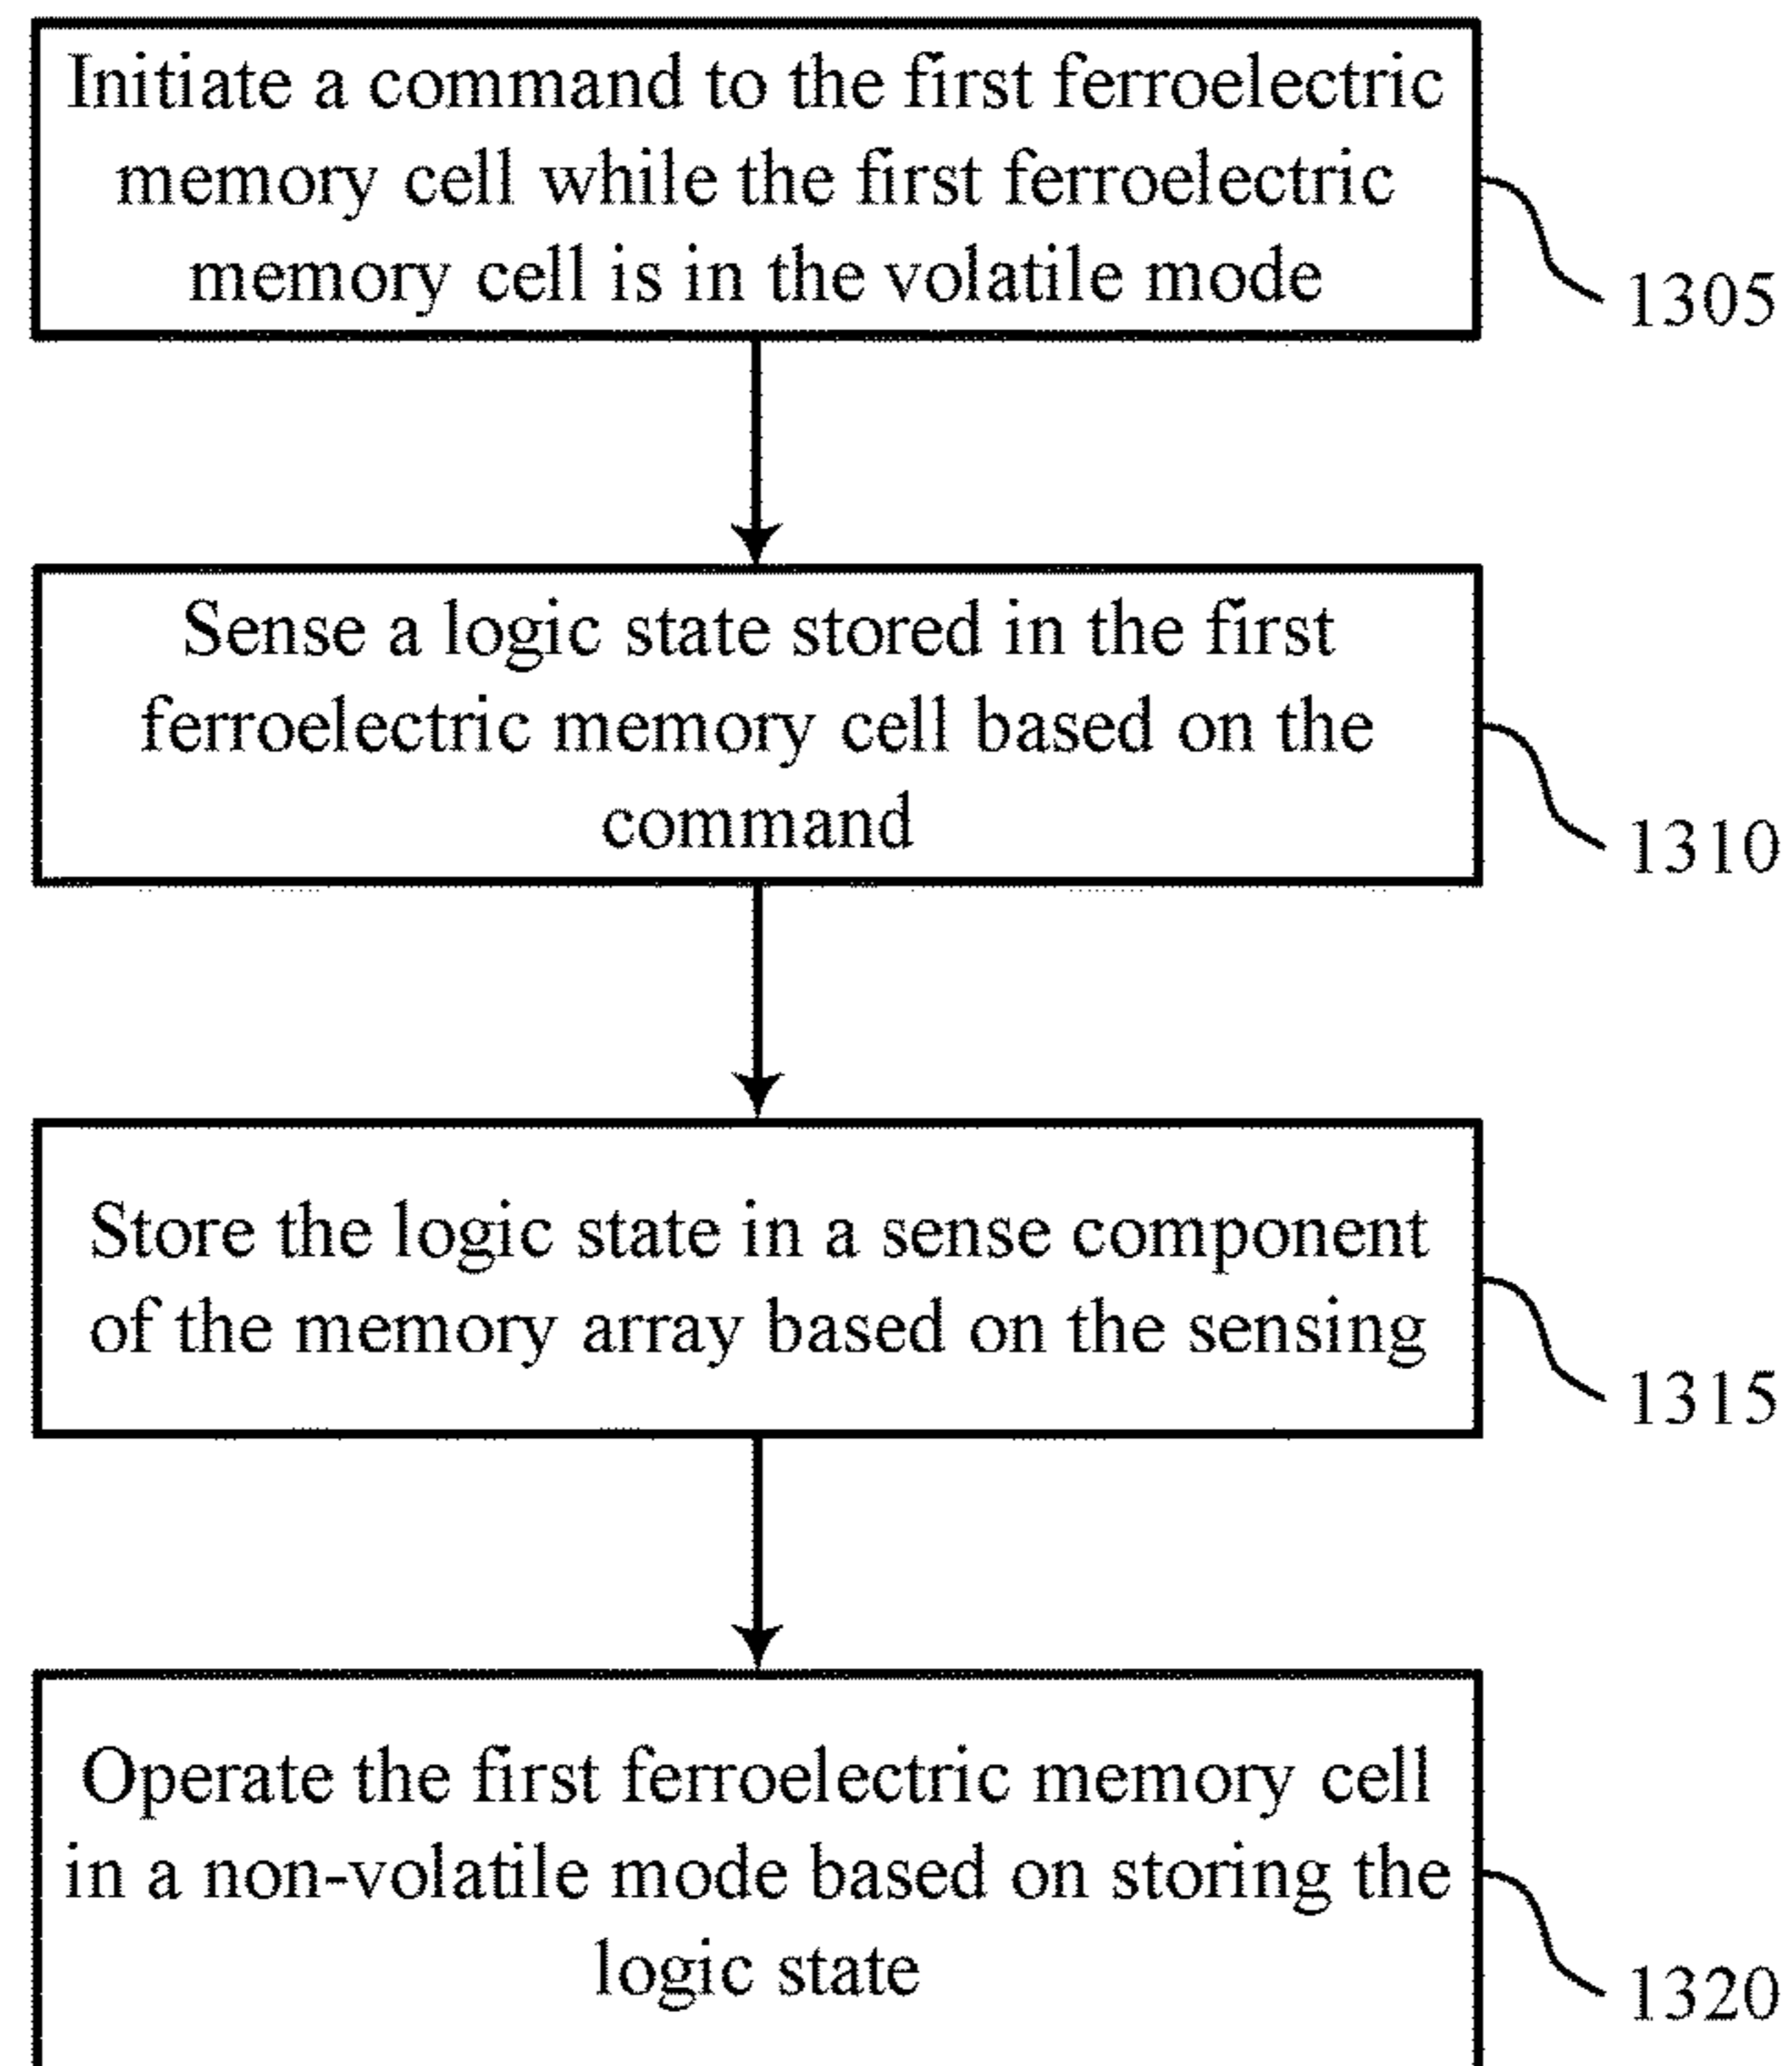 Initiate a command to the first ferroelectric
memory cell while the first ferroelectric
memory cell is in the volatile mode
1305
Sense a logic state stored in the first
ferroelectric memory cell based on the
command
1310
Store the logic state in a sense component
of the memory array based on the sensing
1315
Operate the first ferroelectric memory cell
in a non-volatile mode based on storing the
logic state
1320